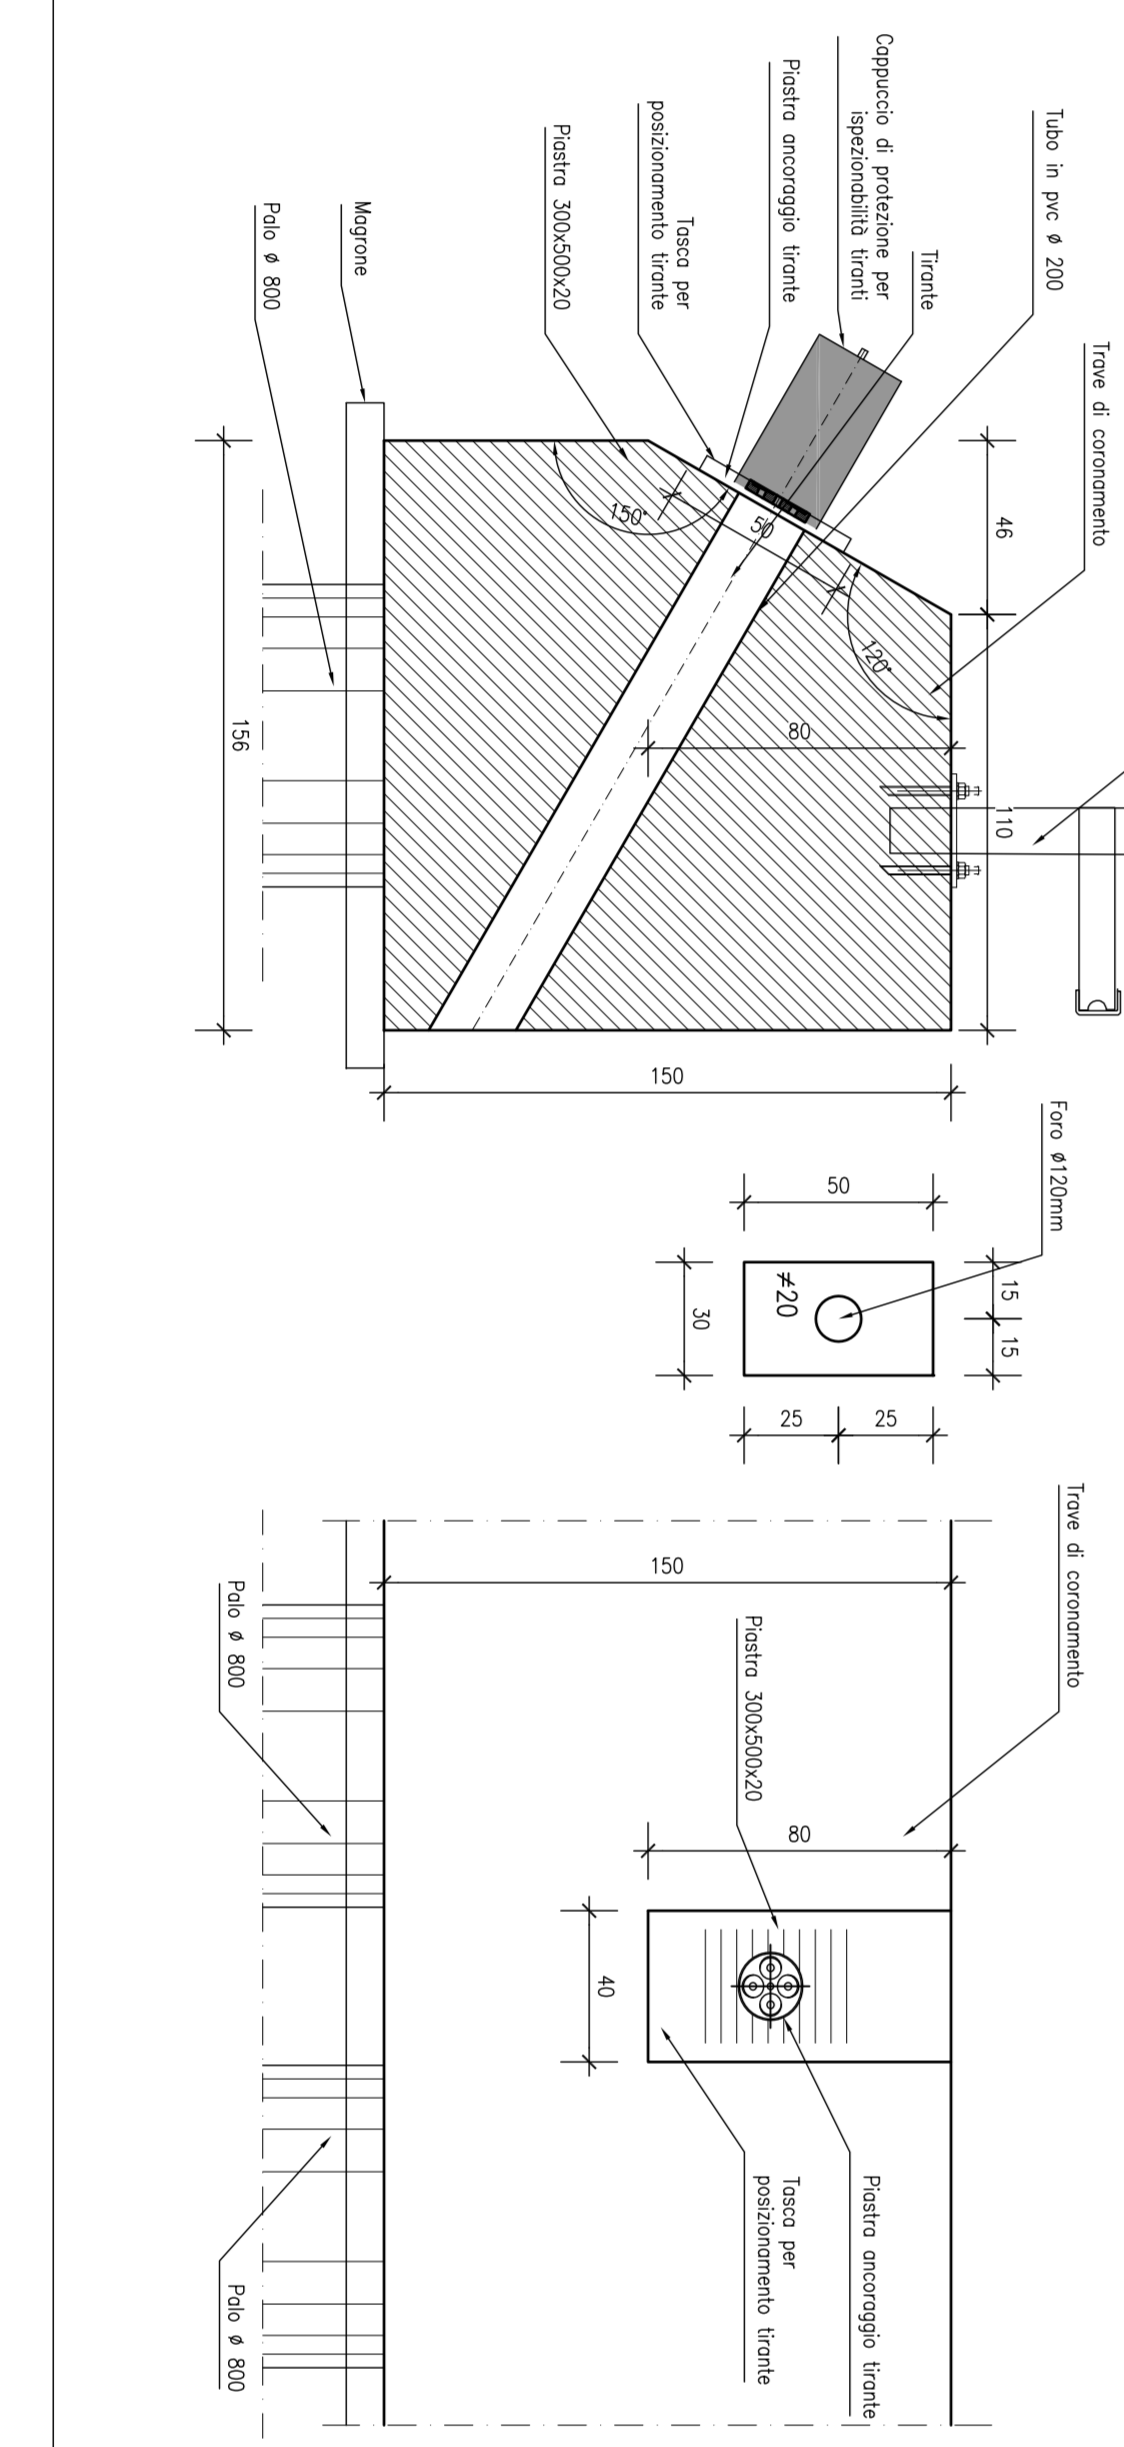 Trave di coronamento
Tubo in pvc ø 200
Tirante
Cappuccio di protezione per
ispezionabilità tiranti
Piastra ancoraggio tirante
Tasca per
posizionamento tirante
Piastra 300x500x20
Magrone
Palo ø 800
46
110
120°
150°
50
80
156
150
Foro ø120mm
15
15
50
≠20
30
25
25
Trave di coronamento
150
Piastra 300x500x20
80
40
Piastra ancoraggio tirante
Tasca per
posizionamento tirante
Palo ø 800
Palo ø 800